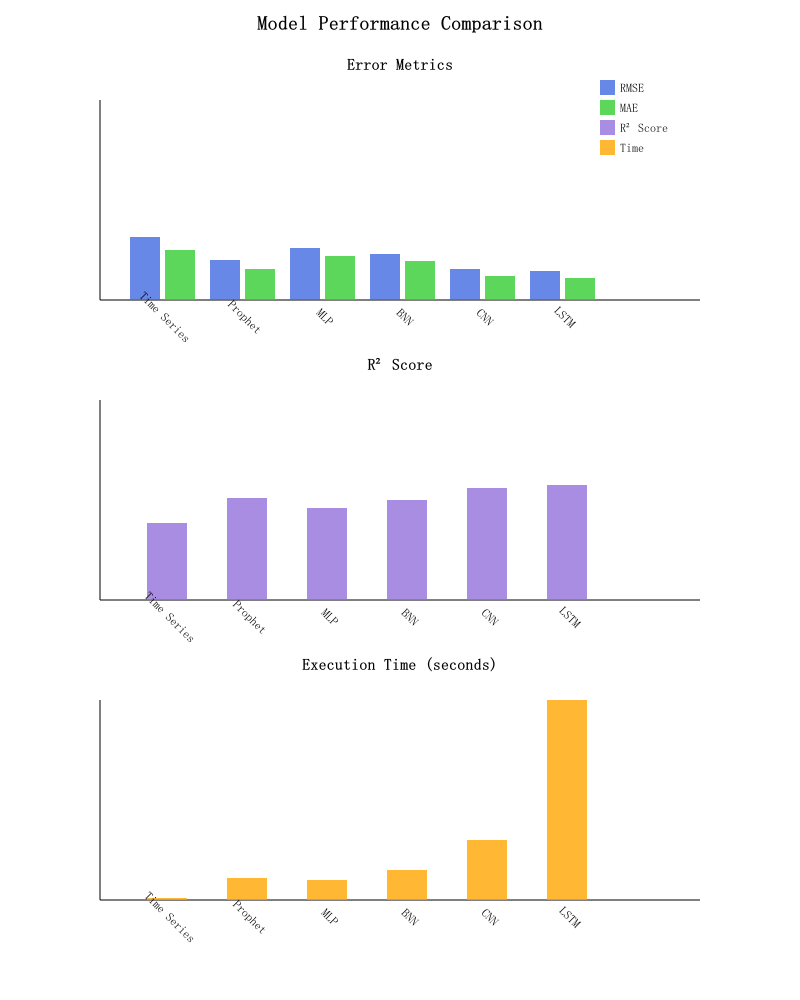 Model Performance Comparison
Error Metrics
RMSE
MAE
R² Score
Time
Time Series
Prophet
MLP
BNN
CNN
LSTM
R² Score
Time Series
Prophet
MLP
BNN
CNN
LSTM
Execution Time (seconds)
Time Series
Prophet
MLP
BNN
CNN
LSTM